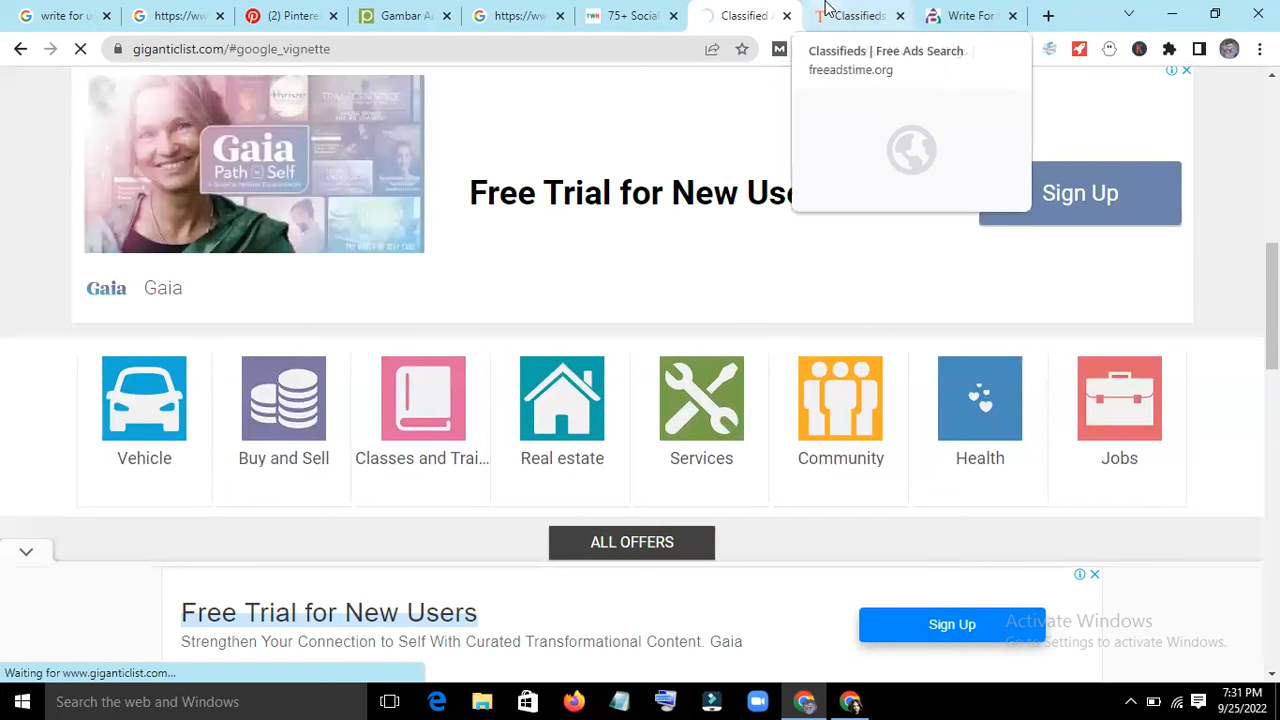 write for u
https://ww
(2) Pintere
Gambar A
https://ww
75+ Social
Classified A
Classifieds
Write For
giganticlist.com/#google_vignette
Classifieds | Free Ads Search
freeadstime.org
Gaia
Path to Self
Free Trial for New Use
Sign Up
Gaia Gaia
Vehicle
Buy and Sell
Classes and Trai...
Real estate
Services
Community
Health
Jobs
ALL OFFERS
Free Trial for New Users
Strengthen Your Connection to Self With Curated Transformational Content. Gaia
Sign Up
Activate Windows
Go to Settings to activate Windows.
Waiting for www.giganticlist.com...
Search the web and Windows
7:31 PM
9/25/2022